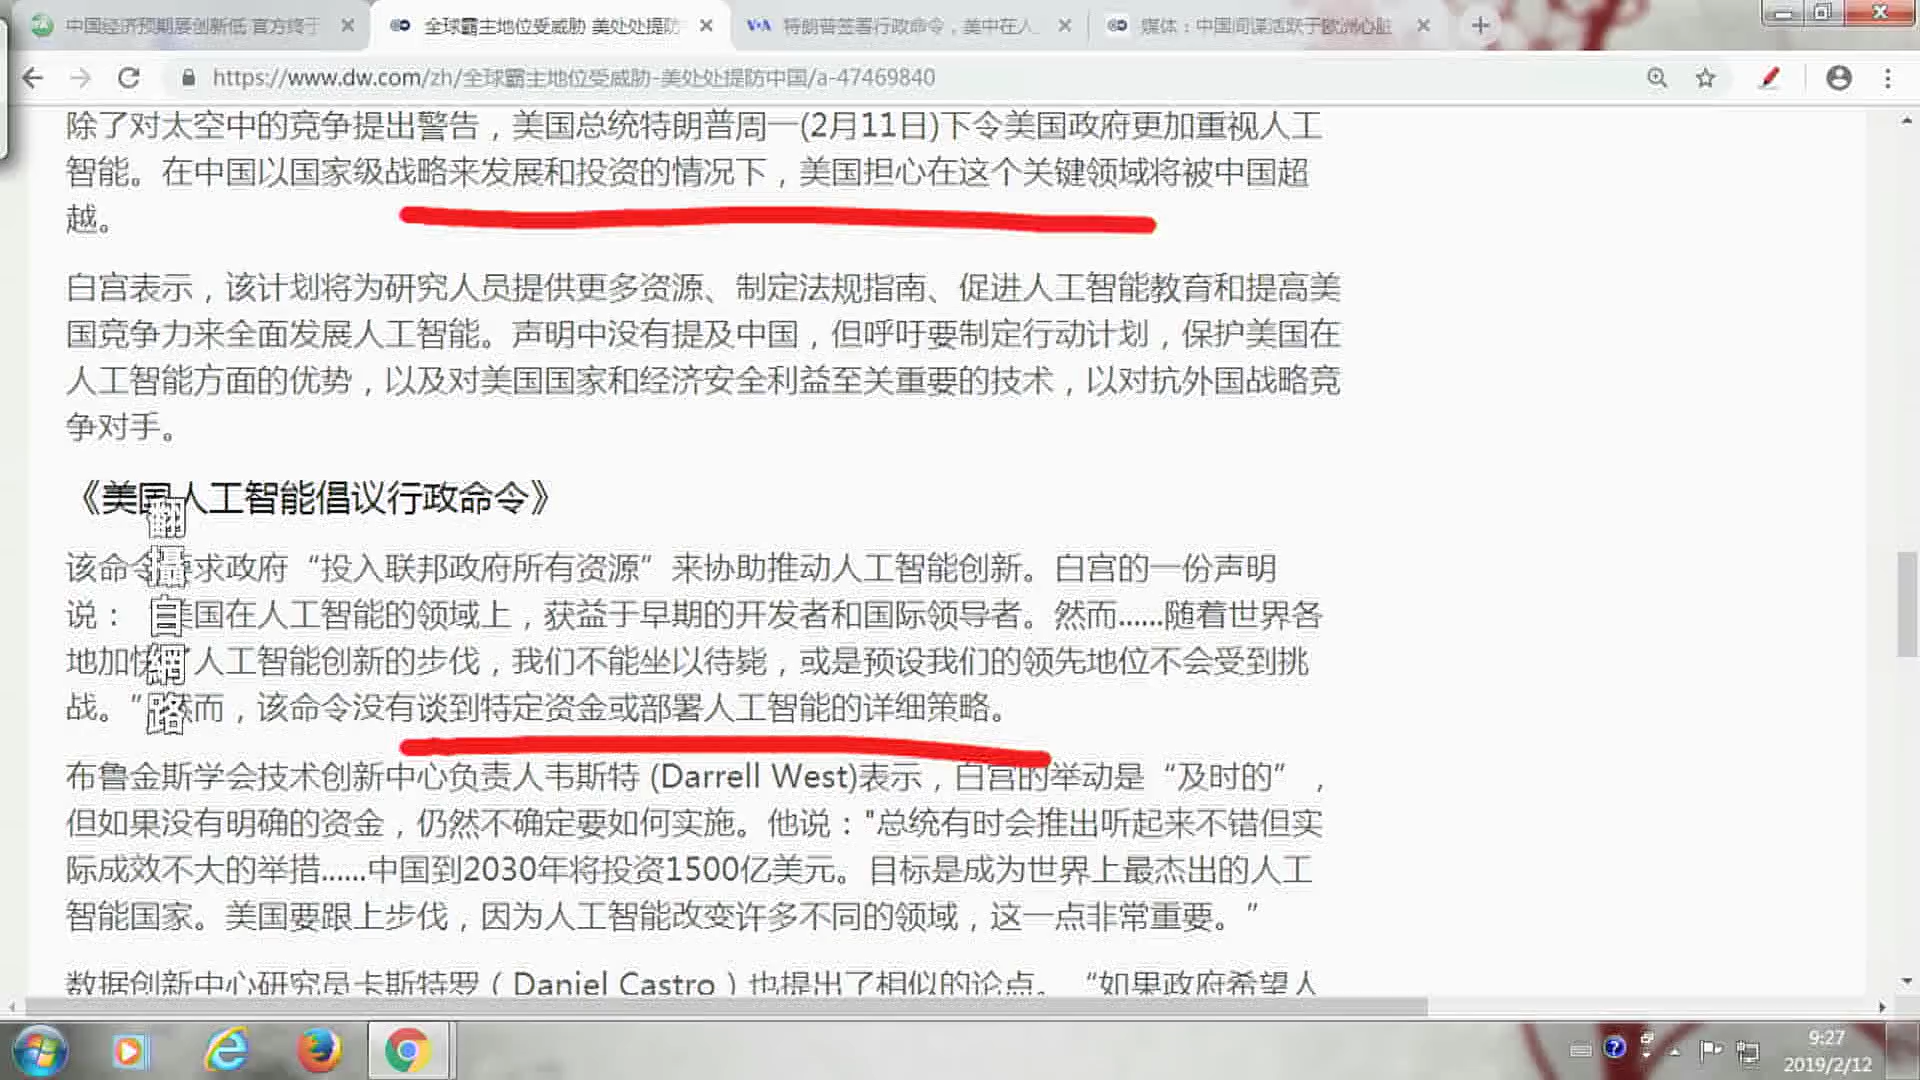 中国经济预期屡创新低 官方终于
全球霸主地位受威胁 美处处提防
VOA 特朗普签署行政命令，美中在人
媒体：中国间谍活跃于欧洲心脏
https://www.dw.com/zh/全球霸主地位受威胁-美处处提防中国/a-47469840
除了对太空中的竞争提出警告，美国总统特朗普周一(2月11日)下令美国政府更加重视人工
智能。在中国以国家级战略来发展和投资的情况下，美国担心在这个关键领域将被中国超
越。
白宫表示，该计划将为研究人员提供更多资源、制定法规指南、促进人工智能教育和提高美
国竞争力来全面发展人工智能。声明中没有提及中国，但呼吁要制定行动计划，保护美国在
人工智能方面的优势，以及对美国国家和经济安全利益至关重要的技术，以对抗外国战略竞
争对手。
《美国人工智能倡议行政命令》
该命令要求政府“投入联邦政府所有资源”来协助推动人工智能创新。白宫的一份声明
说：“美国在人工智能的领域上，获益于早期的开发者和国际领导者。然而......随着世界各
地加快了人工智能创新的步伐，我们不能坐以待毙，或是预设我们的领先地位不会受到挑
战。”然而，该命令没有谈到特定资金或部署人工智能的详细策略。
布鲁金斯学会技术创新中心负责人韦斯特 (Darrell West)表示，白宫的举动是“及时的”，
但如果没有明确的资金，仍然不确定要如何实施。他说："总统有时会推出听起来不错但实
际成效不大的举措......中国到2030年将投资1500亿美元。目标是成为世界上最杰出的人工
智能国家。美国要跟上步伐，因为人工智能改变许多不同的领域，这一点非常重要。”
数据创新中心研究员卡斯特罗（Daniel Castro）也提出了相似的论点。“如果政府希望人
翻攝自網路
9:27
2019/2/12